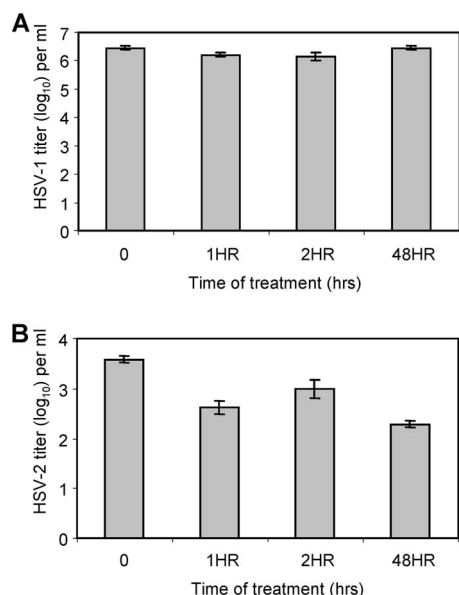 A
HSV-1 titer (log10) per ml
7
6
5
4
3
2
1
0
0 1HR 2HR 48HR
Time of treatment (hrs)
B
HSV-2 titer (log10) per ml
4
3
2
1
0
0 1HR 2HR 48HR
Time of treatment (hrs)